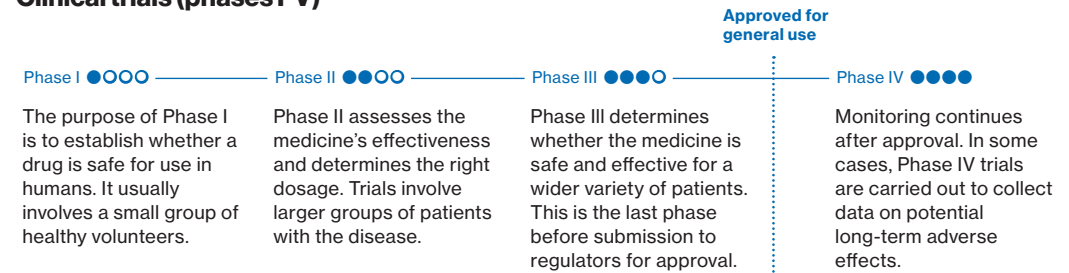 Clinical trials (phases I-IV)
Approved for
general use
Phase I
The purpose of Phase I
is to establish whether a
drug is safe for use in
humans. It usually
involves a small group of
healthy volunteers.
Phase II
Phase II assesses the
medicine's effectiveness
and determines the right
dosage. Trials involve
larger groups of patients
with the disease.
Phase III
Phase III determines
whether the medicine is
safe and effective for a
wider variety of patients.
This is the last phase
before submission to
regulators for approval.
Phase IV
Monitoring continues
after approval. In some
cases, Phase IV trials
are carried out to collect
data on potential
long-term adverse
effects.